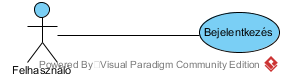 Bejelentkezés
Powered By Visual Paradigm Community Edition
Felhasználó